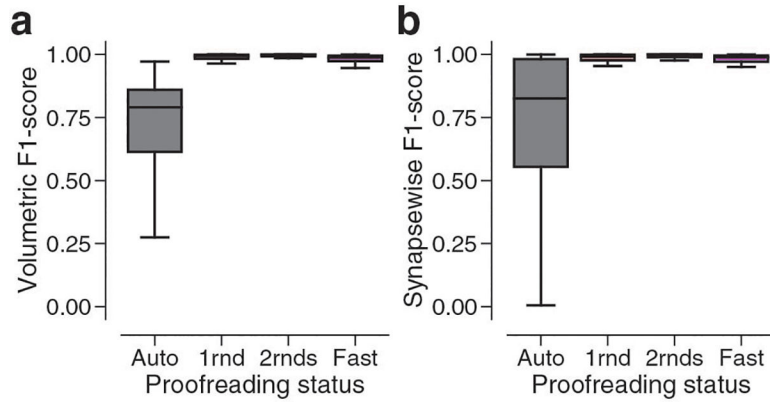 a
Volumetric F1-score
1.00
0.75
0.50
0.25
0.00
Auto 1rnd 2rnds Fast
Proofreading status
b
Synapsewise F1-score
1.00
0.75
0.50
0.25
0.00
Auto 1rnd 2rnds Fast
Proofreading status